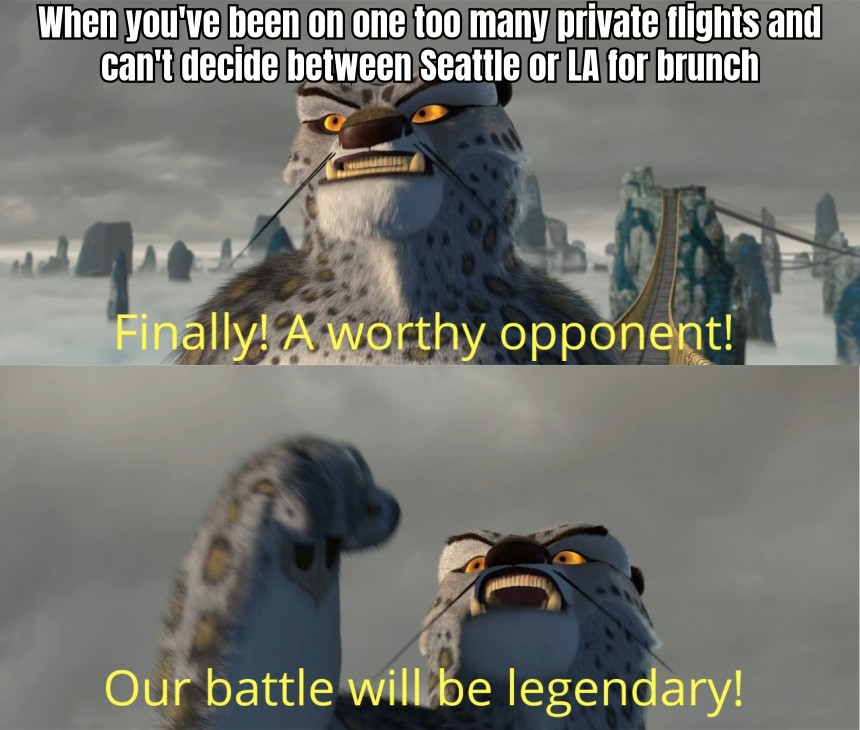 When you've been on one too many private flights and
can't decide between Seattle or LA for brunch
Finally! A worthy opponent!
Our battle will be legendary!